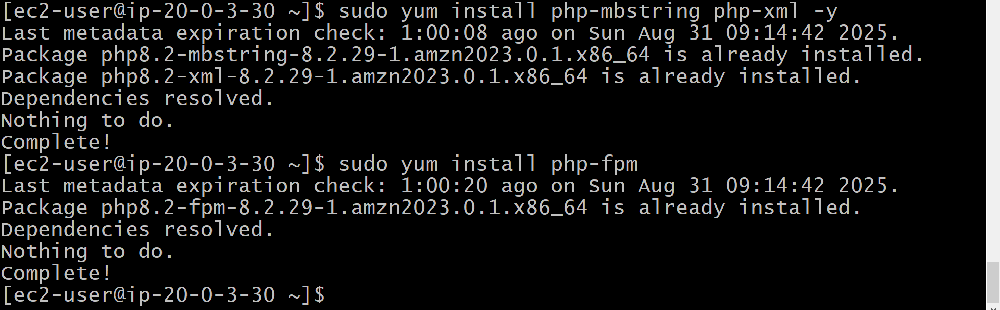 [ec2-user@ip-20-0-3-30 ~]$ sudo yum install php-mbstring php-xml -y
Last metadata expiration check: 1:00:08 ago on Sun Aug 31 09:14:42 2025.
Package php8.2-mbstring-8.2.29-1.amzn2023.0.1.x86_64 is already installed.
Package php8.2-xml-8.2.29-1.amzn2023.0.1.x86_64 is already installed.
Dependencies resolved.
Nothing to do.
Complete!
[ec2-user@ip-20-0-3-30 ~]$ sudo yum install php-fpm
Last metadata expiration check: 1:00:20 ago on Sun Aug 31 09:14:42 2025.
Package php8.2-fpm-8.2.29-1.amzn2023.0.1.x86_64 is already installed.
Dependencies resolved.
Nothing to do.
Complete!
[ec2-user@ip-20-0-3-30 ~]$